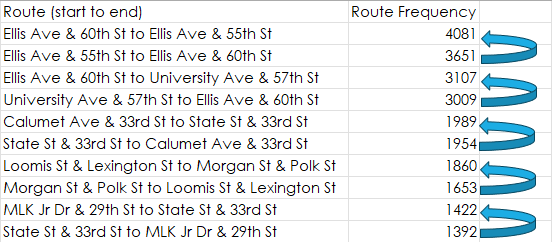 Route (start to end) Route Frequency
Ellis Ave & 60th St to Ellis Ave & 55th St 4081
Ellis Ave & 55th St to Ellis Ave & 60th St 3651
Ellis Ave & 60th St to University Ave & 57th St 3107
University Ave & 57th St to Ellis Ave & 60th St 3009
Calumet Ave & 33rd St to State St & 33rd St 1989
State St & 33rd St to Calumet Ave & 33rd St 1954
Loomis St & Lexington St to Morgan St & Polk St 1860
Morgan St & Polk St to Loomis St & Lexington St 1653
MLK Jr Dr & 29th St to State St & 33rd St 1422
State St & 33rd St to MLK Jr Dr & 29th St 1392